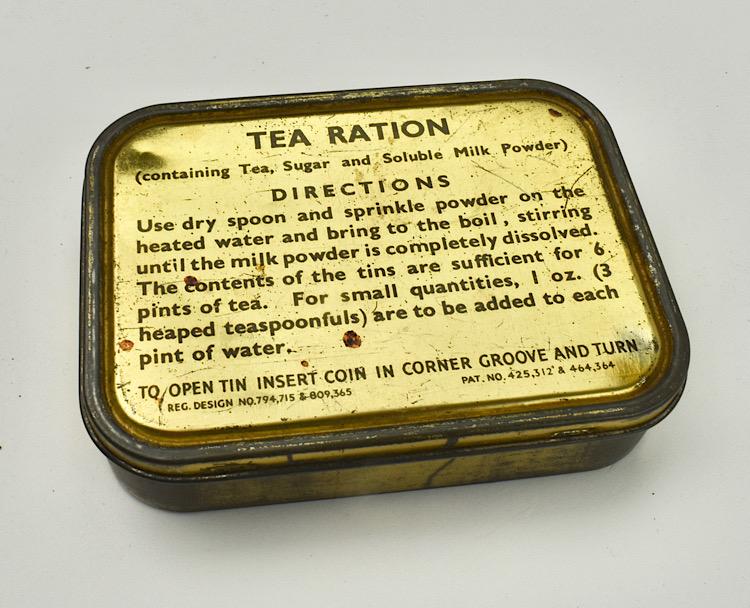 TEA RATION
(containing Tea, Sugar and Soluble Milk Powder)
DIRECTIONS
Use dry spoon and sprinkle powder on the
heated water and bring to the boil, stirring
until the milk powder is completely dissolved.
The contents of the tins are sufficient for 6
pints of tea. For small quantities, 1 oz. (3
heaped teaspoonfuls) are to be added to each
pint of water.
TO OPEN TIN INSERT COIN IN CORNER GROOVE AND TURN
REG. DESIGN NO. 794,715 & 809,365 PAT. NO. 425,312 & 464,364